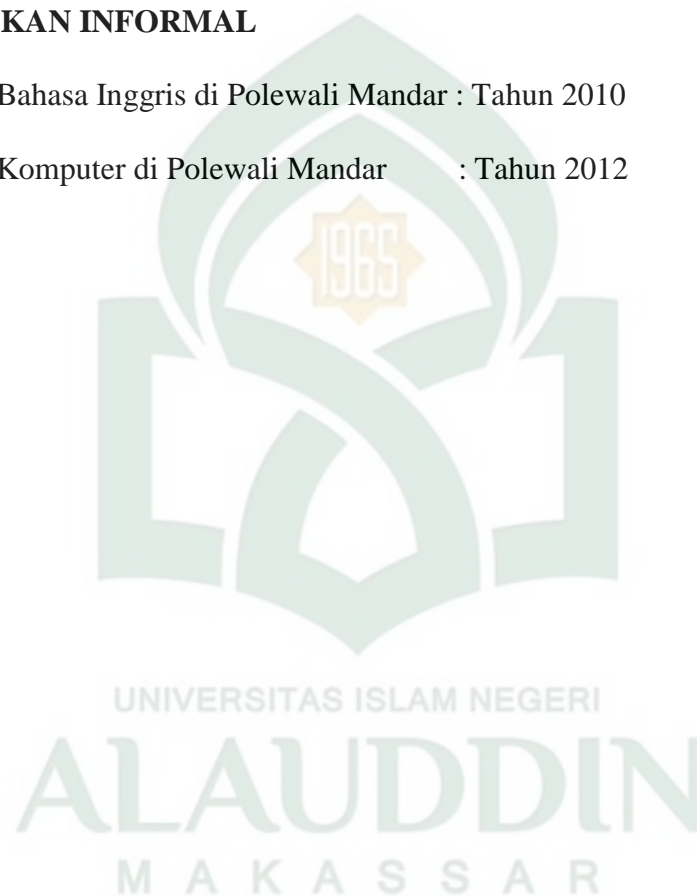 KAN INFORMAL
Bahasa Inggris di Polewali Mandar : Tahun 2010
Komputer di Polewali Mandar : Tahun 2012
1965
UNIVERSITAS ISLAM NEGERI
ALAUDDIN
MAKASSAR